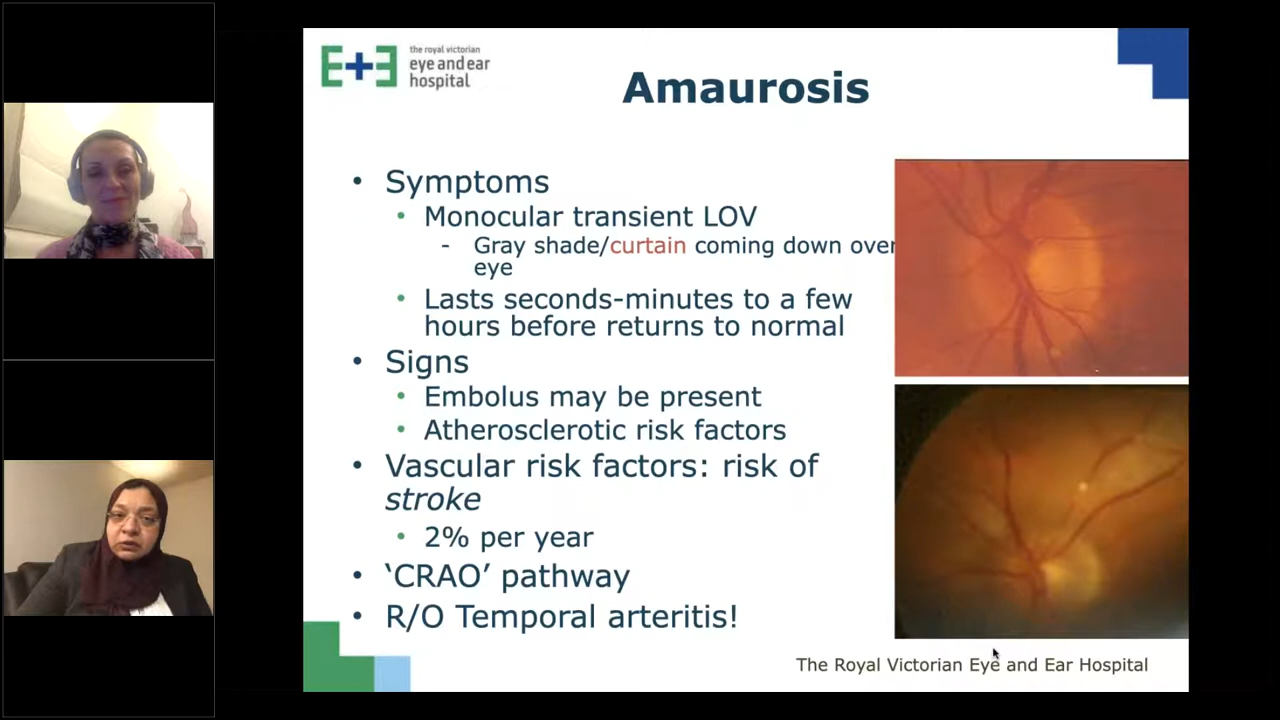 the royal victorian
eye and ear
hospital
Amaurosis
• Symptoms
• Monocular transient LOV
- Gray shade/curtain coming down over
eye
• Lasts seconds-minutes to a few
hours before returns to normal
• Signs
• Embolus may be present
• Atherosclerotic risk factors
• Vascular risk factors: risk of
stroke
• 2% per year
• ‘CRAO’ pathway
• R/O Temporal arteritis!
The Royal Victorian Eye and Ear Hospital